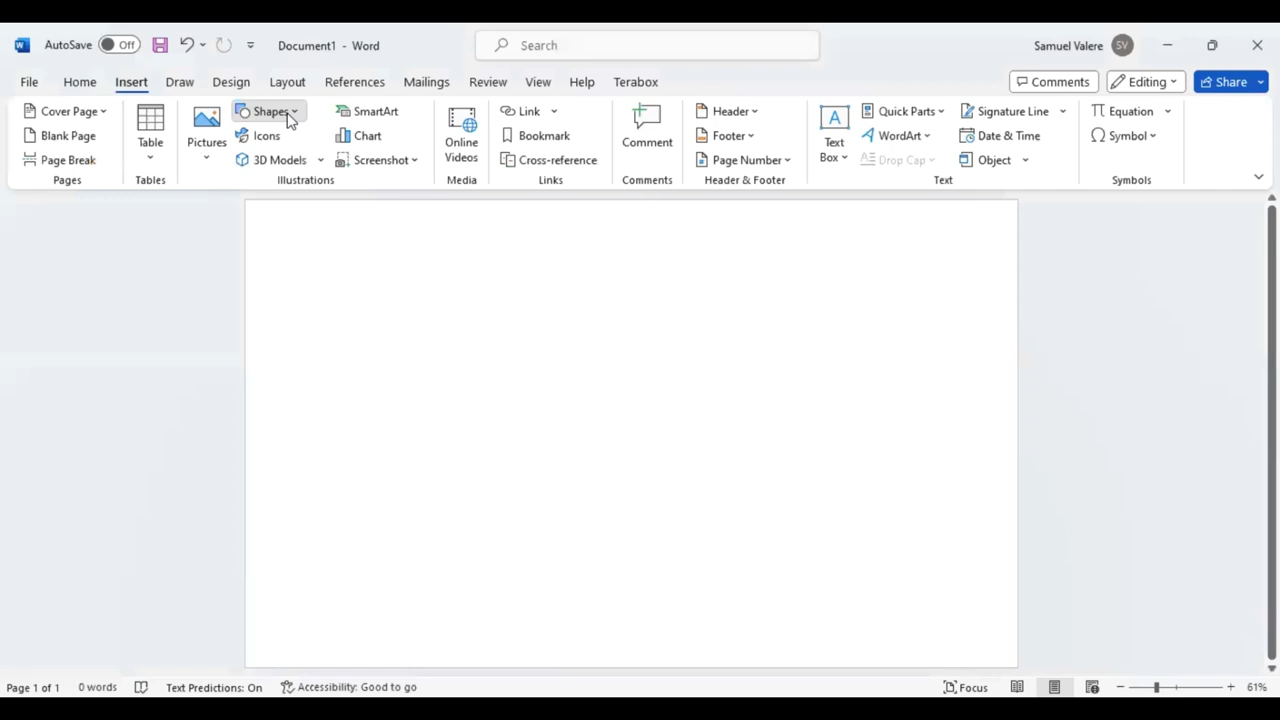 AutoSave Off Document1 - Word Search Samuel Valere SV
File Home Insert Draw Design Layout References Mailings Review View Help Terabox Comments Editing Share
Cover Page
Blank Page
Page Break
Pages
Table
Tables
Pictures
Shapes
Icons
3D Models
SmartArt
Chart
Screenshot
Illustrations
Online
Videos
Media
Link
Bookmark
Cross-reference
Links
Comment
Comments
Header
Footer
Page Number
Header & Footer
A
Text
Box
Quick Parts
WordArt
Drop Cap
Signature Line
Date & Time
Object
Text
Equation
Symbol
Symbols
Page 1 of 1 0 words Text Predictions: On Accessibility: Good to go Focus 61%